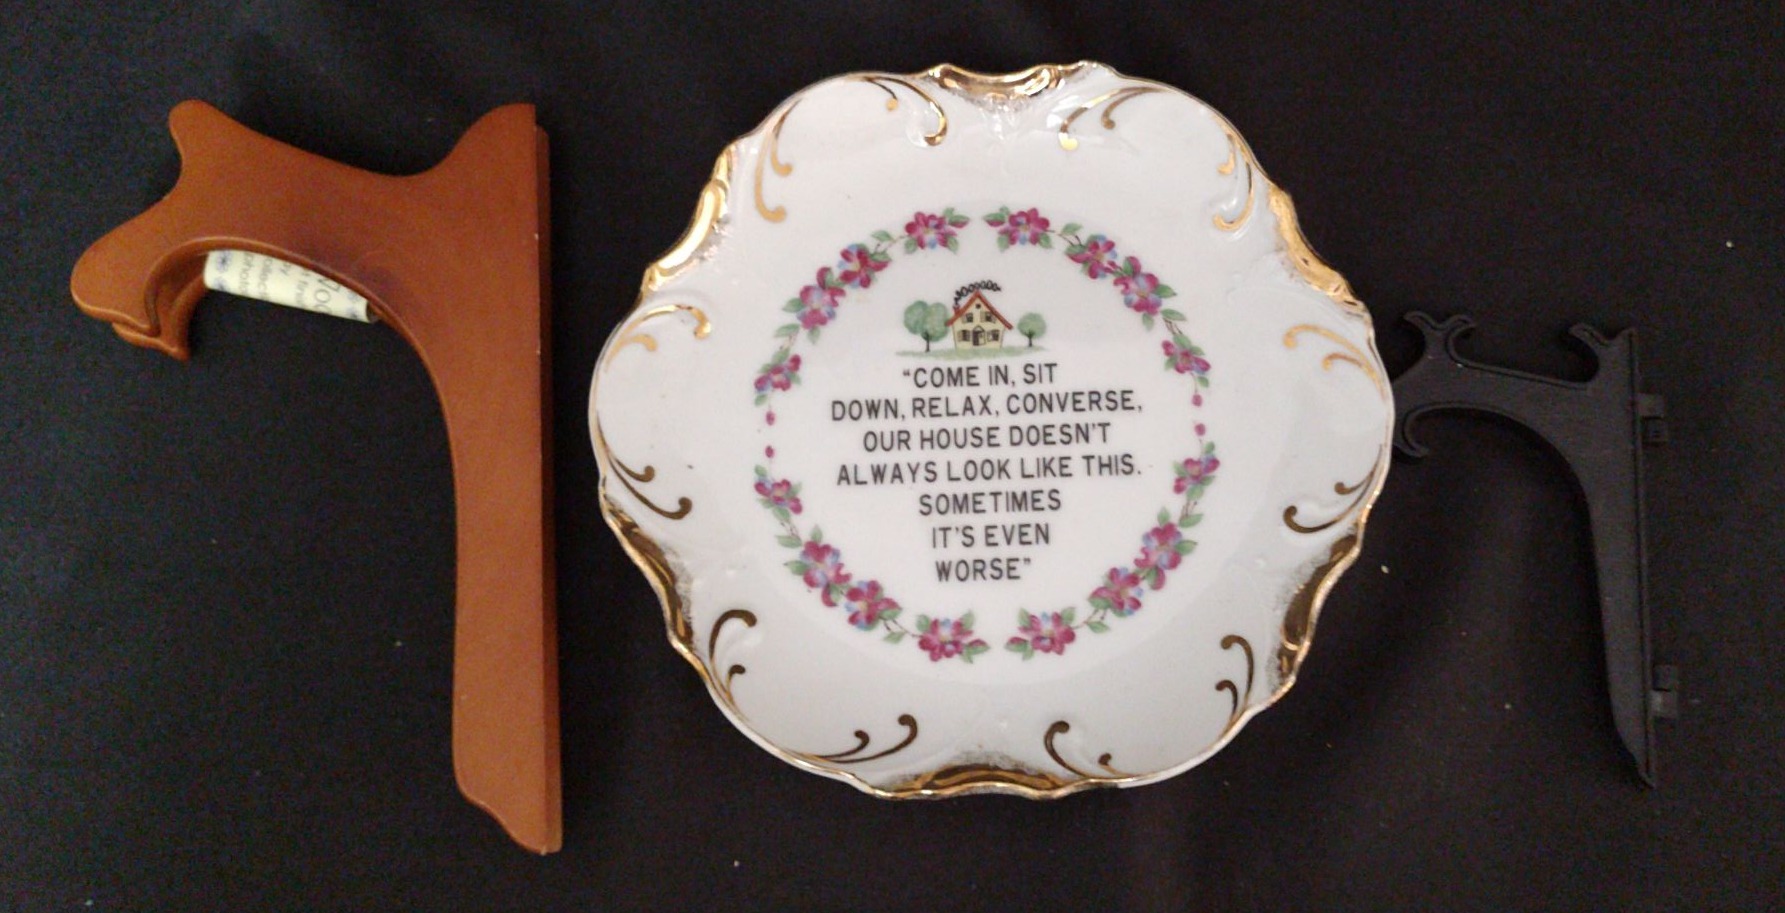 “COME IN, SIT
DOWN, RELAX, CONVERSE,
OUR HOUSE DOESN'T
ALWAYS LOOK LIKE THIS.
SOMETIMES
IT'S EVEN
WORSE”